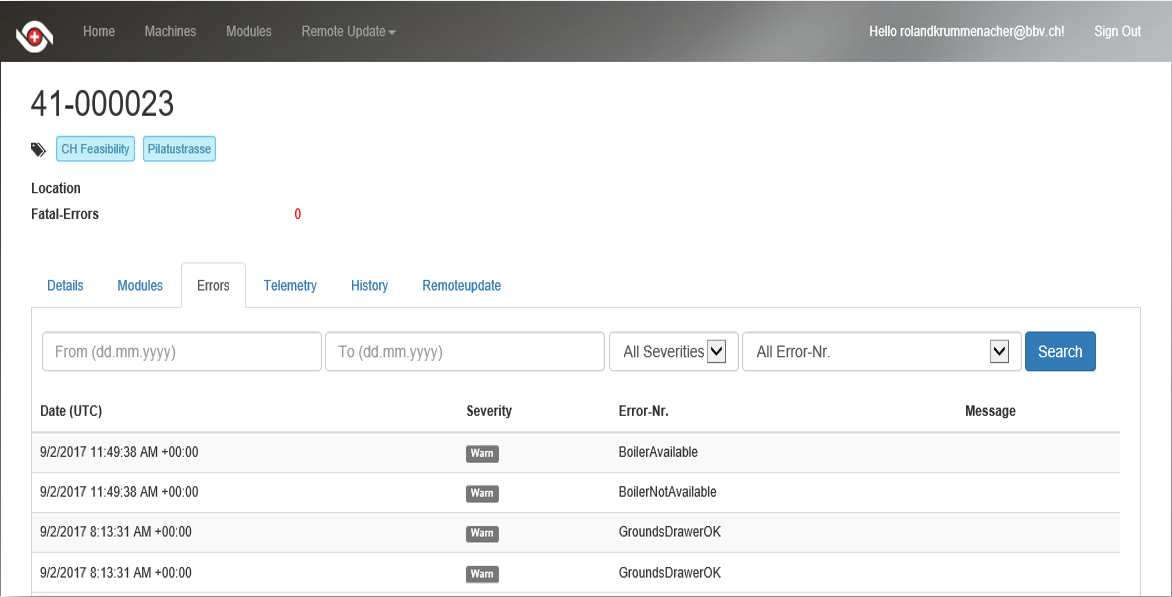 Home Machines Modules Remote Update Hello rolandkrummenacher@bbv.ch! Sign Out
41-000023
CH Feasibility Pilatustrasse
Location
Fatal-Errors 0
Details Modules Errors Telemetry History Remoteupdate
From (dd.mm.yyyy) To (dd.mm.yyyy) All Severities All Error-Nr. Search
Date (UTC) Severity Error-Nr. Message
9/2/2017 11:49:38 AM +00:00 Warn BoilerAvailable
9/2/2017 11:49:38 AM +00:00 Warn BoilerNotAvailable
9/2/2017 8:13:31 AM +00:00 Warn GroundsDrawerOK
9/2/2017 8:13:31 AM +00:00 Warn GroundsDrawerOK